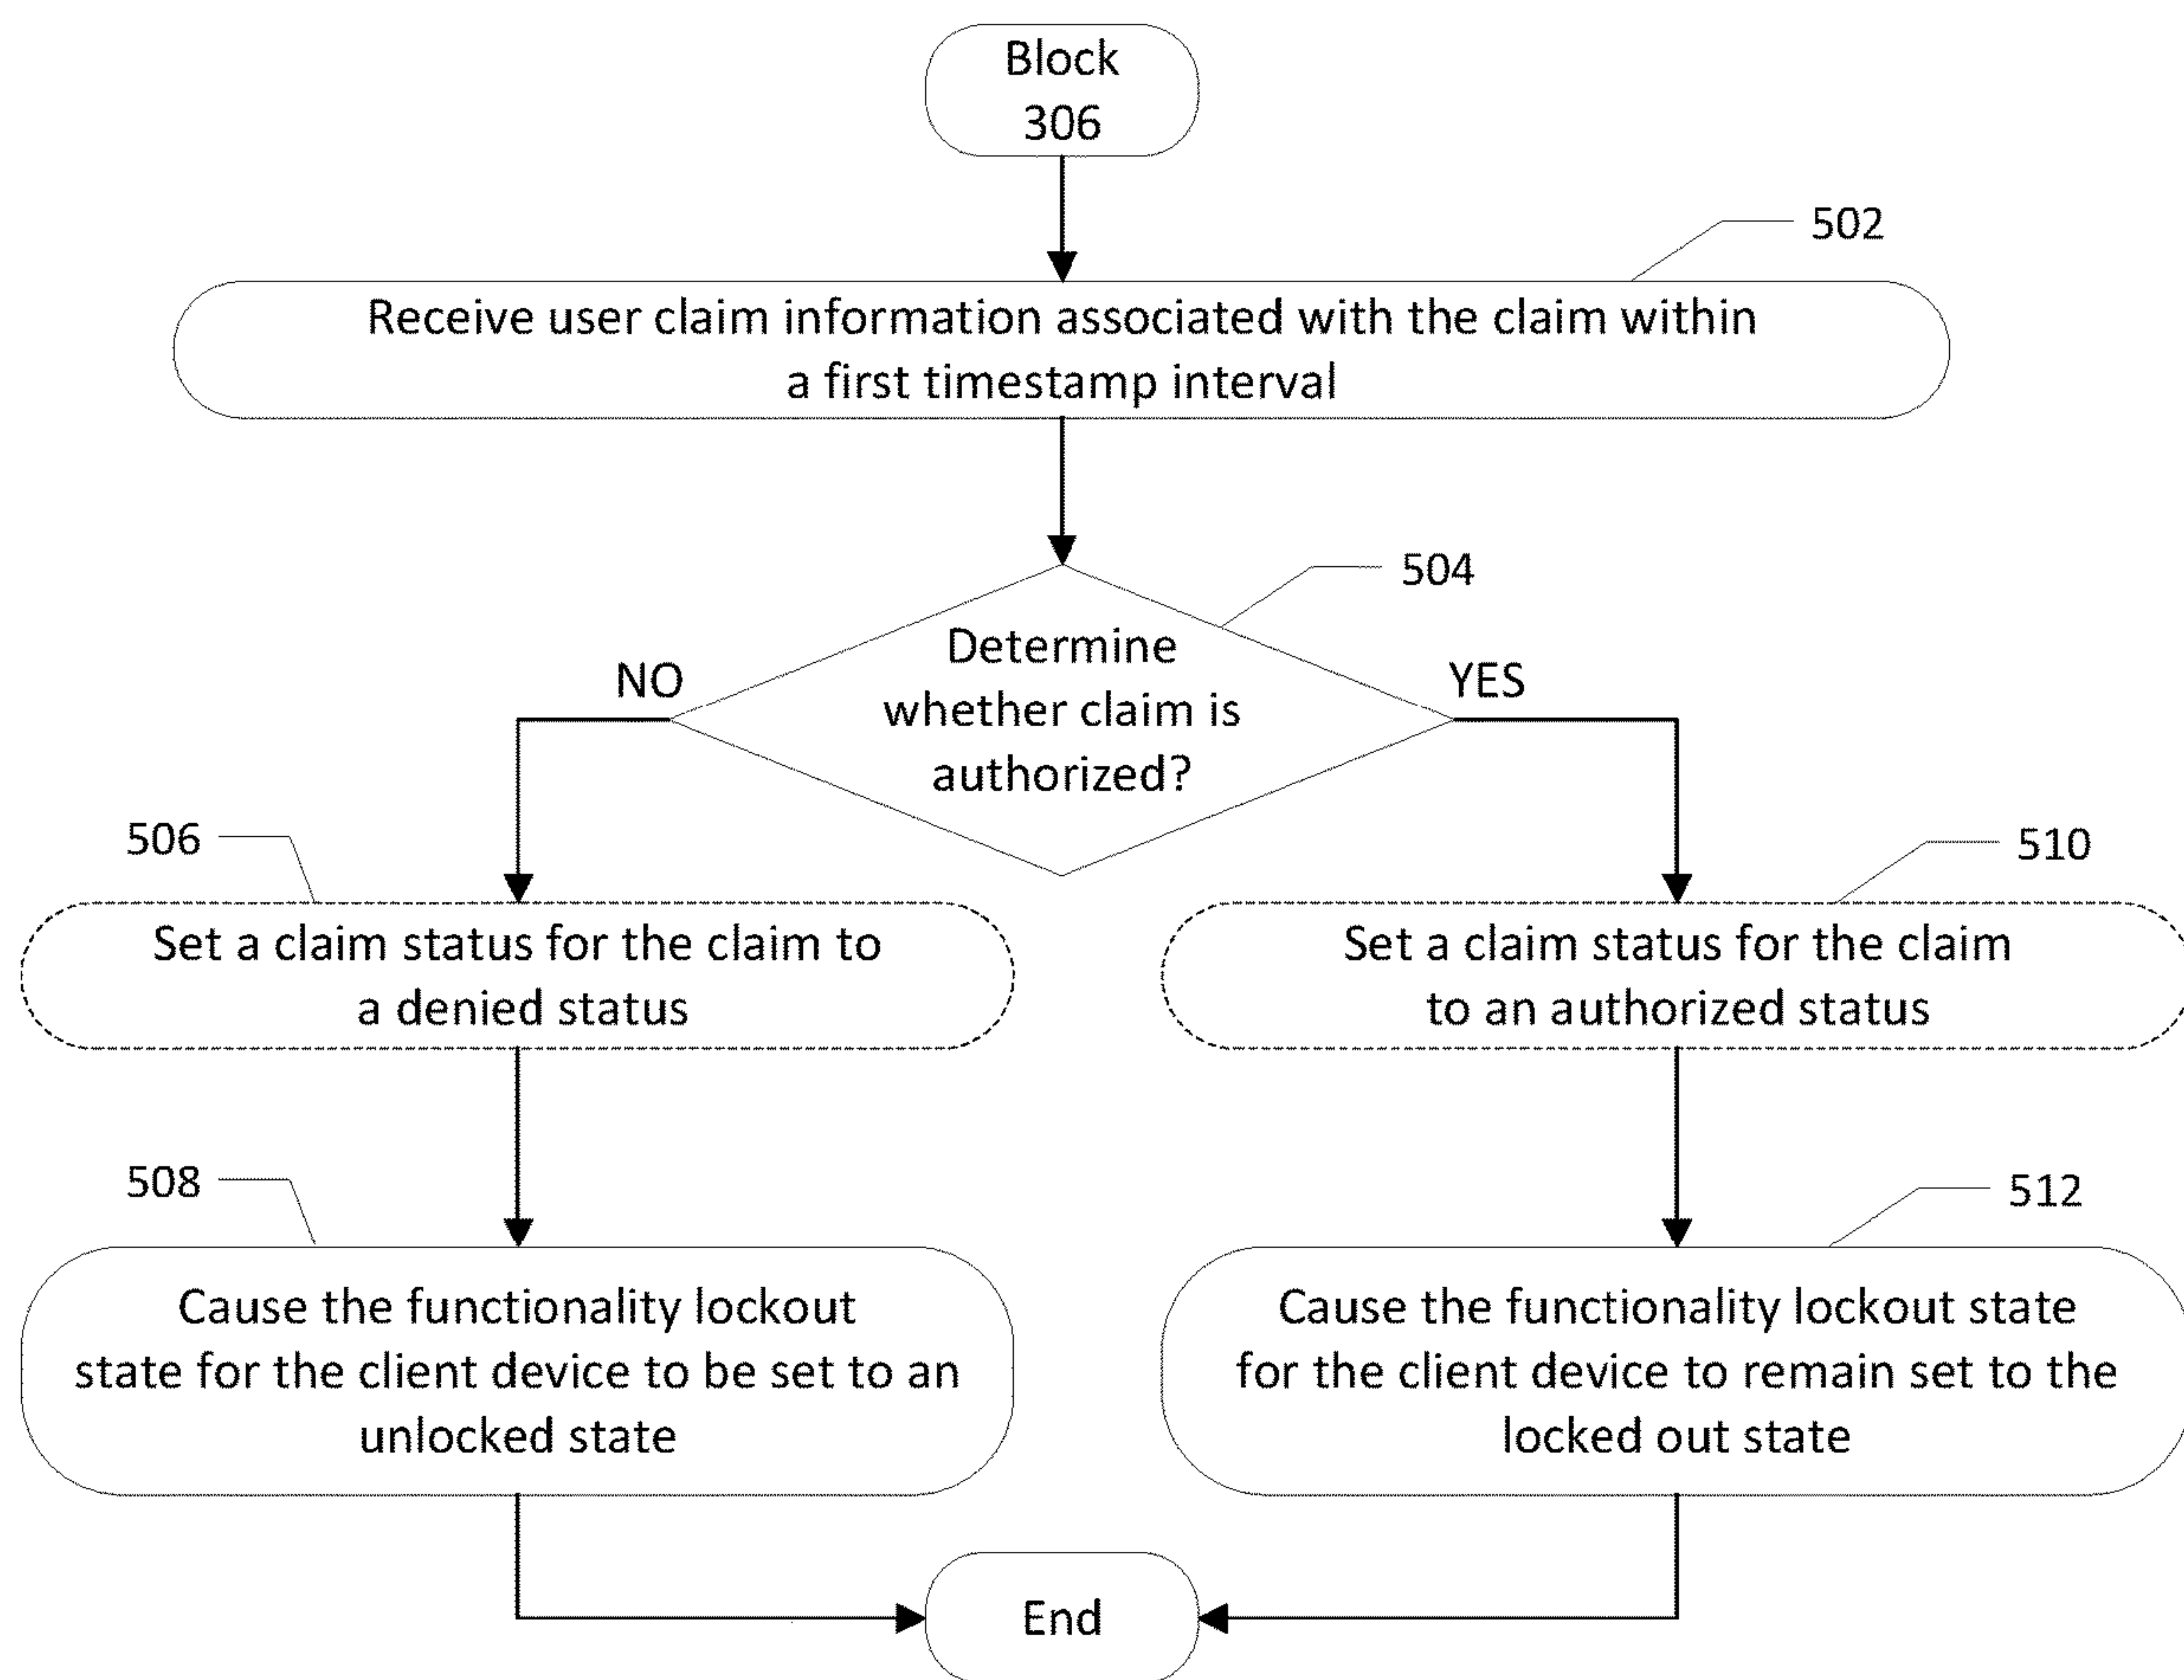 Block
306
502
Receive user claim information associated with the claim within
a first timestamp interval
504
Determine
whether claim is
authorized?
NO
YES
506
Set a claim status for the claim to
a denied status
510
Set a claim status for the claim
to an authorized status
508
Cause the functionality lockout
state for the client device to be set to an
unlocked state
512
Cause the functionality lockout state
for the client device to remain set to the
locked out state
End